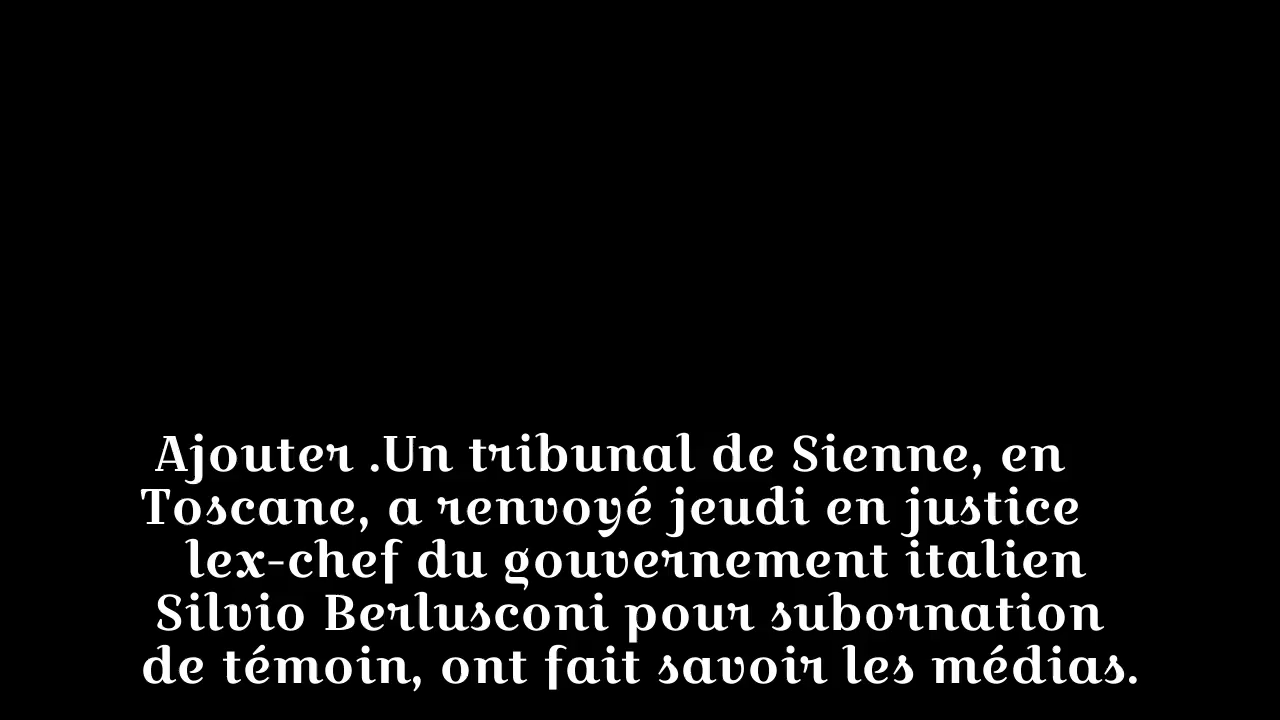 Ajouter .Un tribunal de Sienne, en
Toscane, a renvoyé jeudi en justice
lex-chef du gouvernement italien
Silvio Berlusconi pour subornation
de témoin, ont fait savoir les médias.